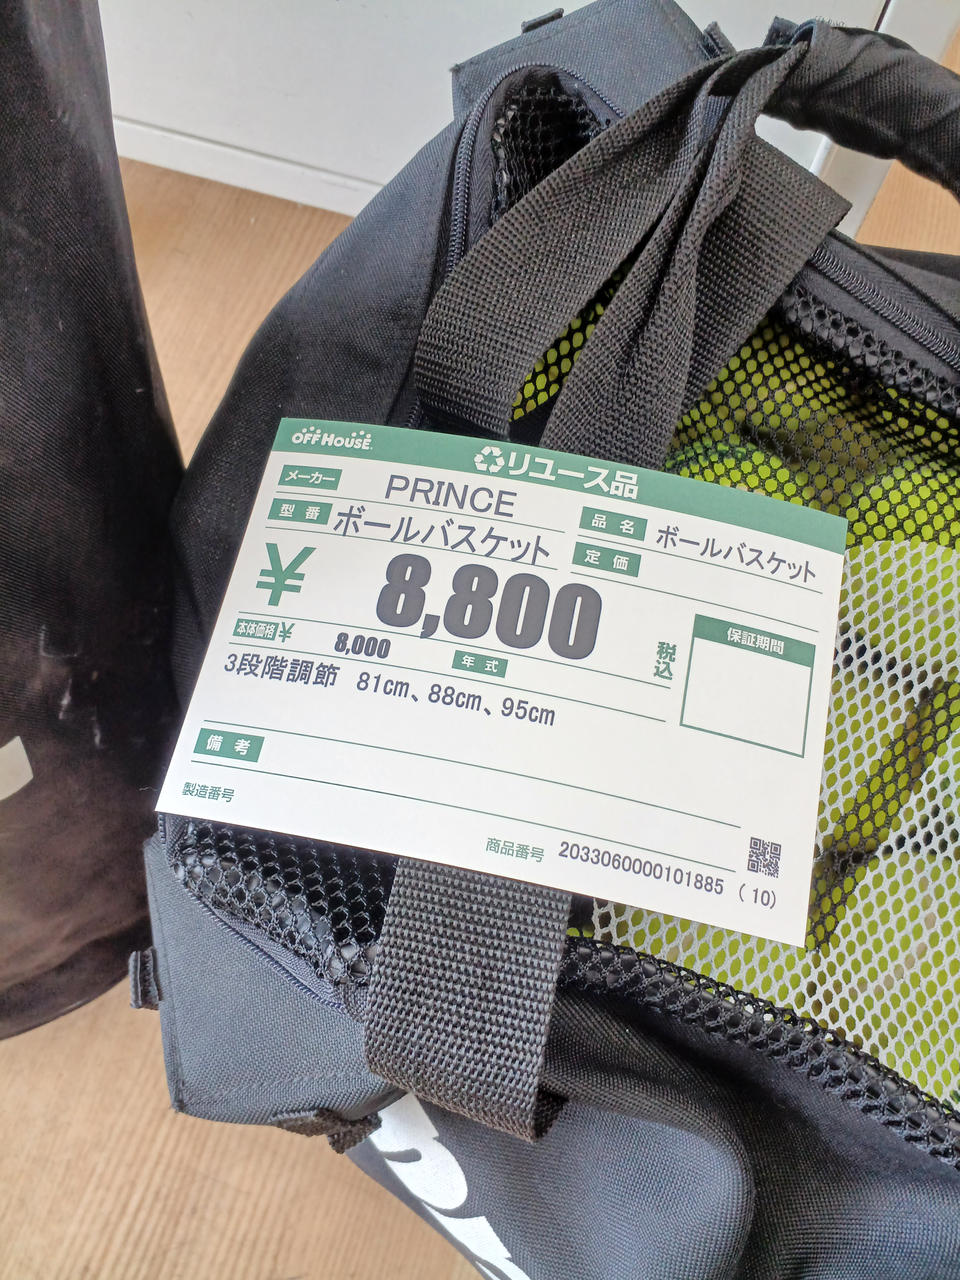 OFF HOUSE
リユース品
メーカー PRINCE
型番 ボールバスケット
品名 ボールバスケット
定価
¥ 8,800 税込
本体価格¥ 8,000
年式
保証期間
3段階調節 81cm、88cm、95cm
備考
製造番号
商品番号 2033060000101885 (10)